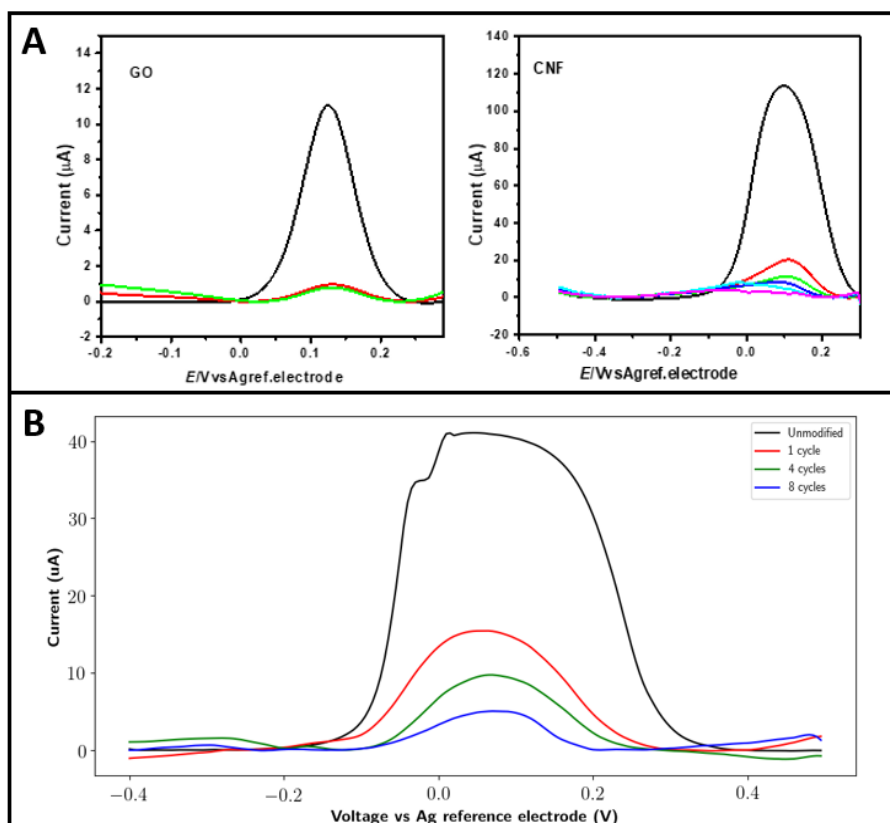 A
GO
15
14
12
10
8
6
4
2
0
-2
-0.2
-0.1
0.0
0.1
0.2
Current (µA)
E/VvsAgref.electrode
CNF
140
120
100
80
60
40
20
0
-20
-0.6
-0.4
-0.2
0.0
0.2
Current (µA)
E/VvsAgref.electrode
B
Unmodified
1 cycle
4 cycles
8 cycles
40
30
20
10
0
−0.4
−0.2
0.0
0.2
0.4
Current (uA)
Voltage vs Ag reference electrode (V)